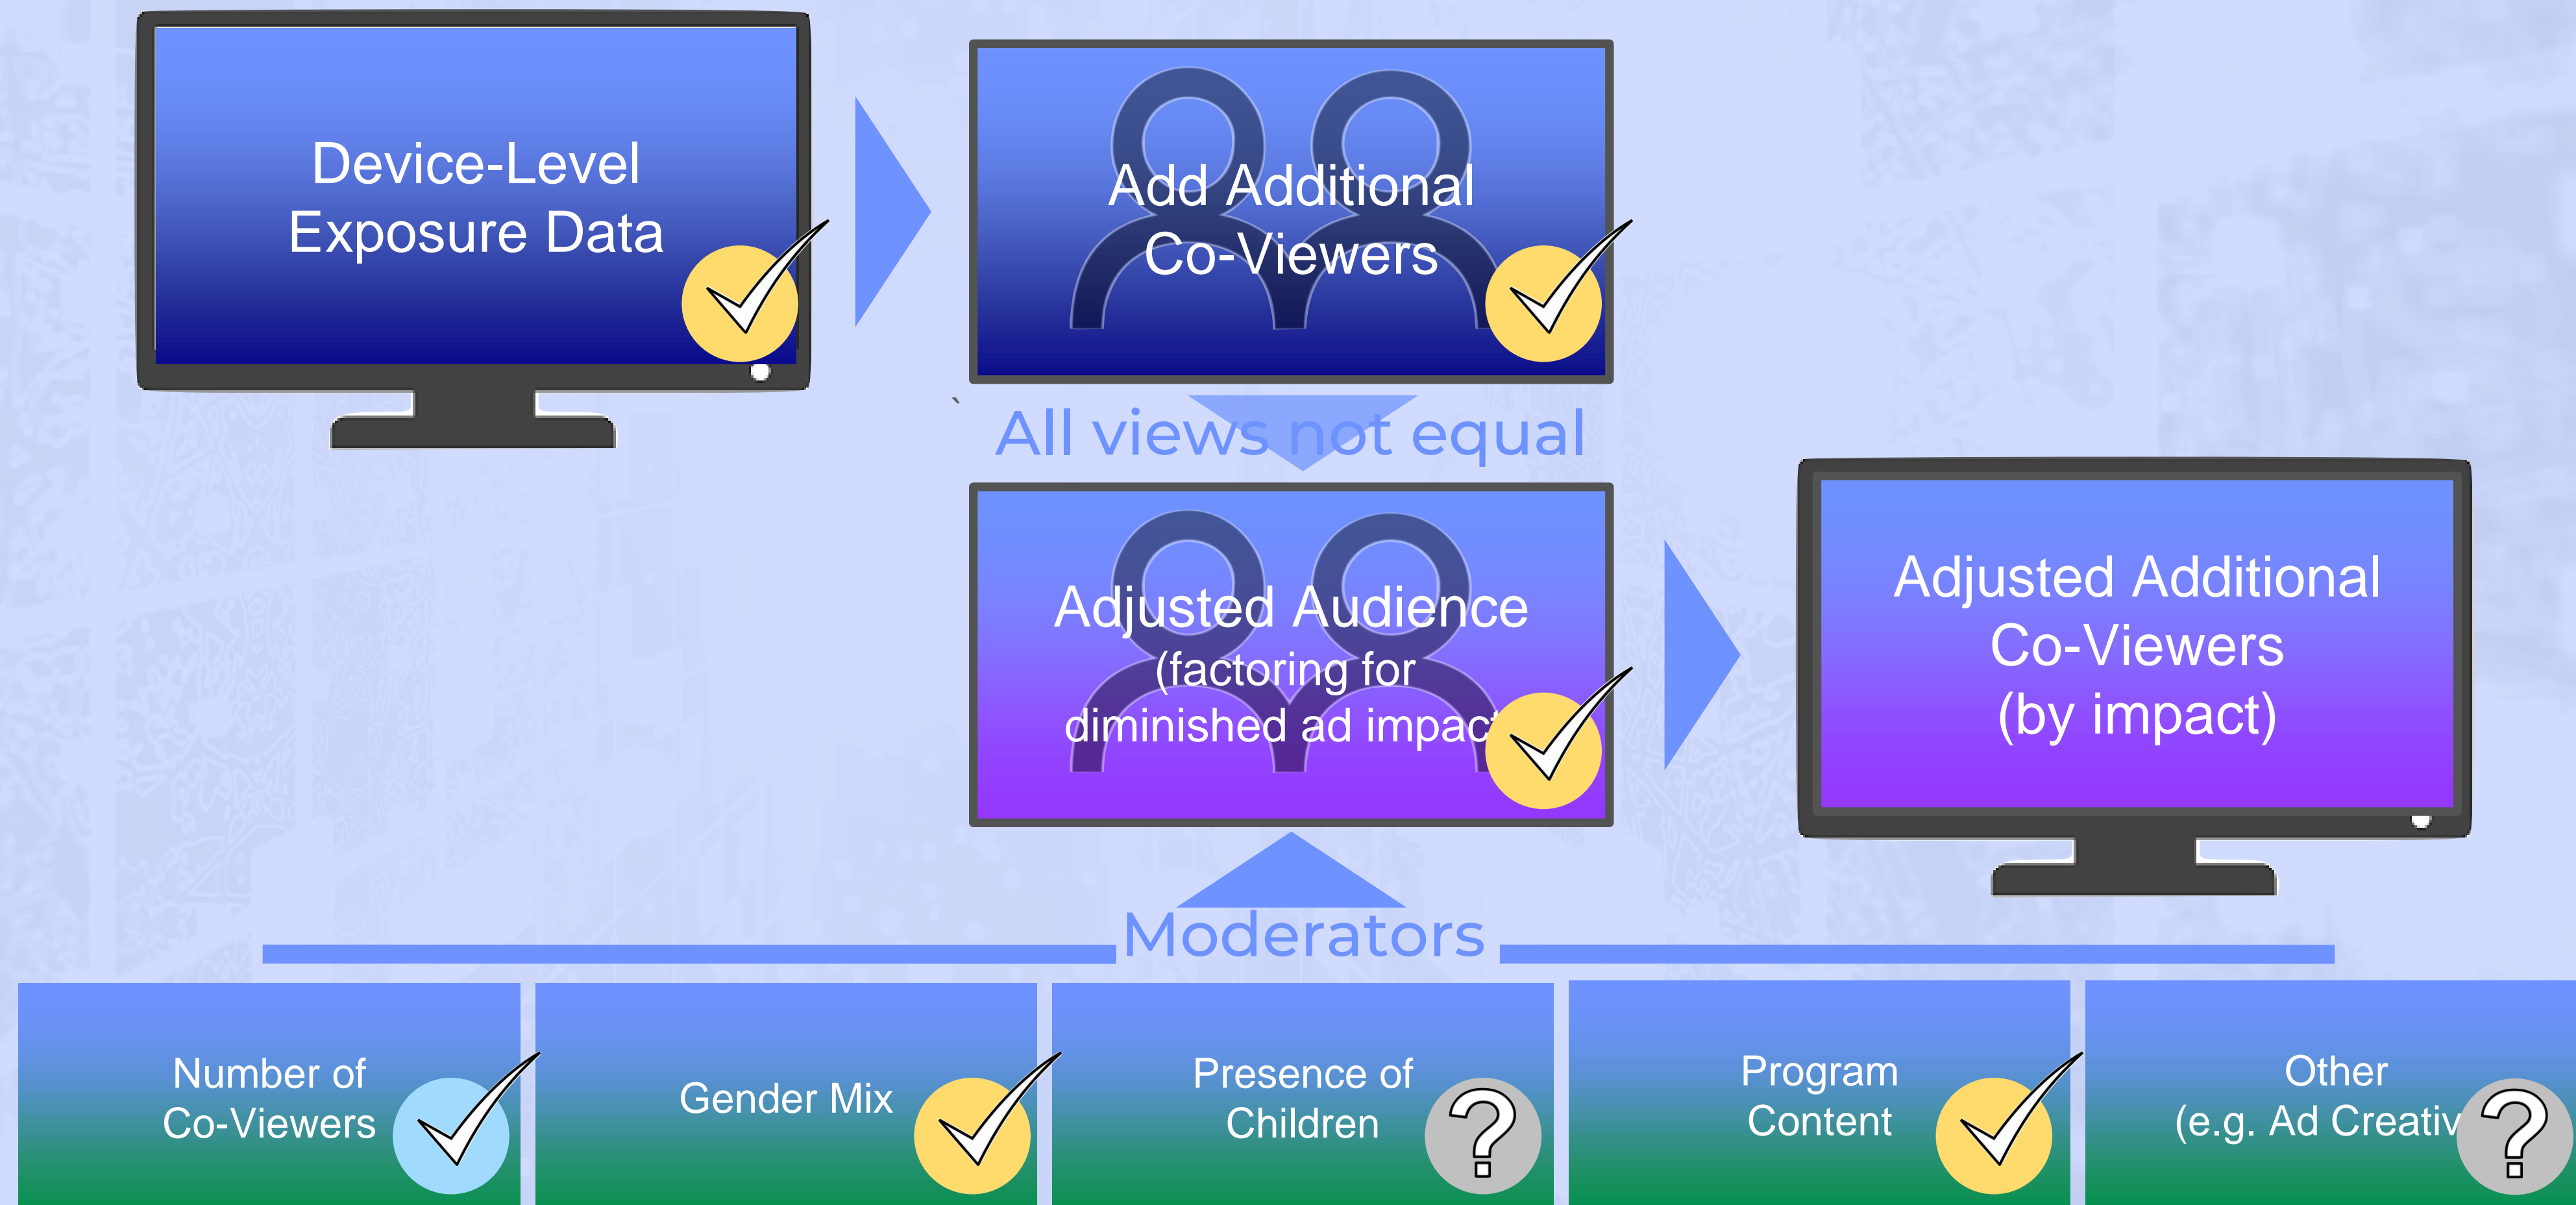 Device-Level
Exposure Data
Add Additional
Co-Viewers
`
All views not equal
Adjusted Audience
(factoring for
diminished ad impact
Adjusted Additional
Co-Viewers
(by impact)
Moderators
Number of
Co-Viewers
Gender Mix
Presence of
Children
?
Program
Content
Other
(e.g. Ad Creativ
?